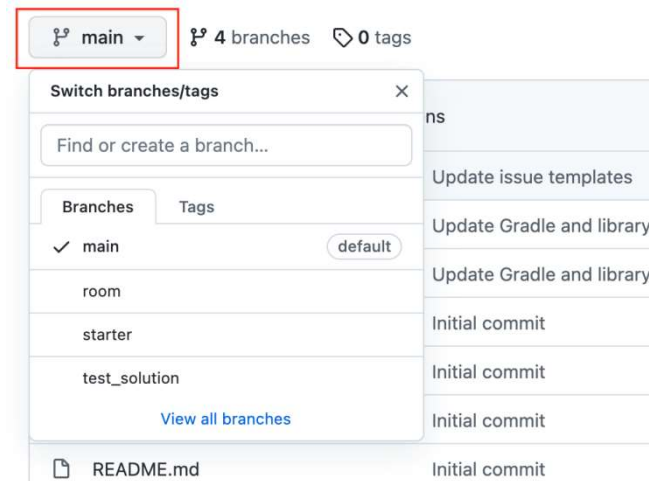 main 4 branches 0 tags
Switch branches/tags
ns
Find or create a branch...
Update issue templates
Branches Tags
Update Gradle and library
main default
Update Gradle and library
room
Initial commit
starter
Initial commit
test_solution
View all branches
Initial commit
README.md Initial commit